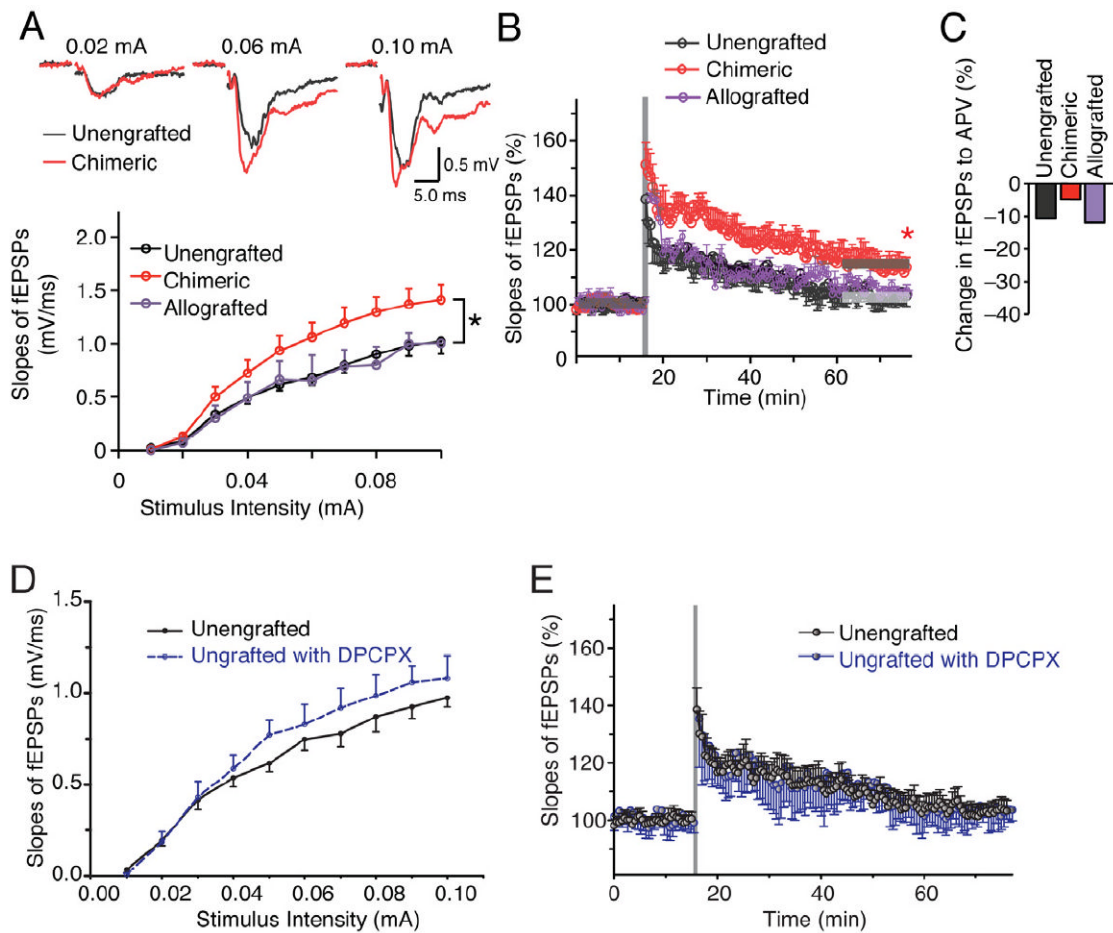 A
0.02 mA
0.06 mA
0.10 mA
Unengrafted
Chimeric
0.5 mV
5.0 ms
Slopes of fEPSPs
(mV/ms)
2.0
1.5
1.0
0.5
0
Unengrafted
Chimeric
Allografted
*
0
0.04
0.08
Stimulus Intensity (mA)
B
Unengrafted
Chimeric
Allografted
Slopes of fEPSPs (%)
160
140
120
100
0
*
20
40
60
Time (min)
C
Change in fEPSPs to APV (%)
Unengrafted
Chimeric
Allografted
0
−10
−20
−30
−40
D
Slopes of fEPSPs (mV/ms)
1.5
1.0
0.5
0.0
Unengrafted
Ungrafted with DPCPX
0.00
0.02
0.04
0.06
0.08
0.10
Stimulus Intensity (mA)
E
Slopes of fEPSPs (%)
160
140
120
100
Unengrafted
Ungrafted with DPCPX
0
20
40
60
Time (min)